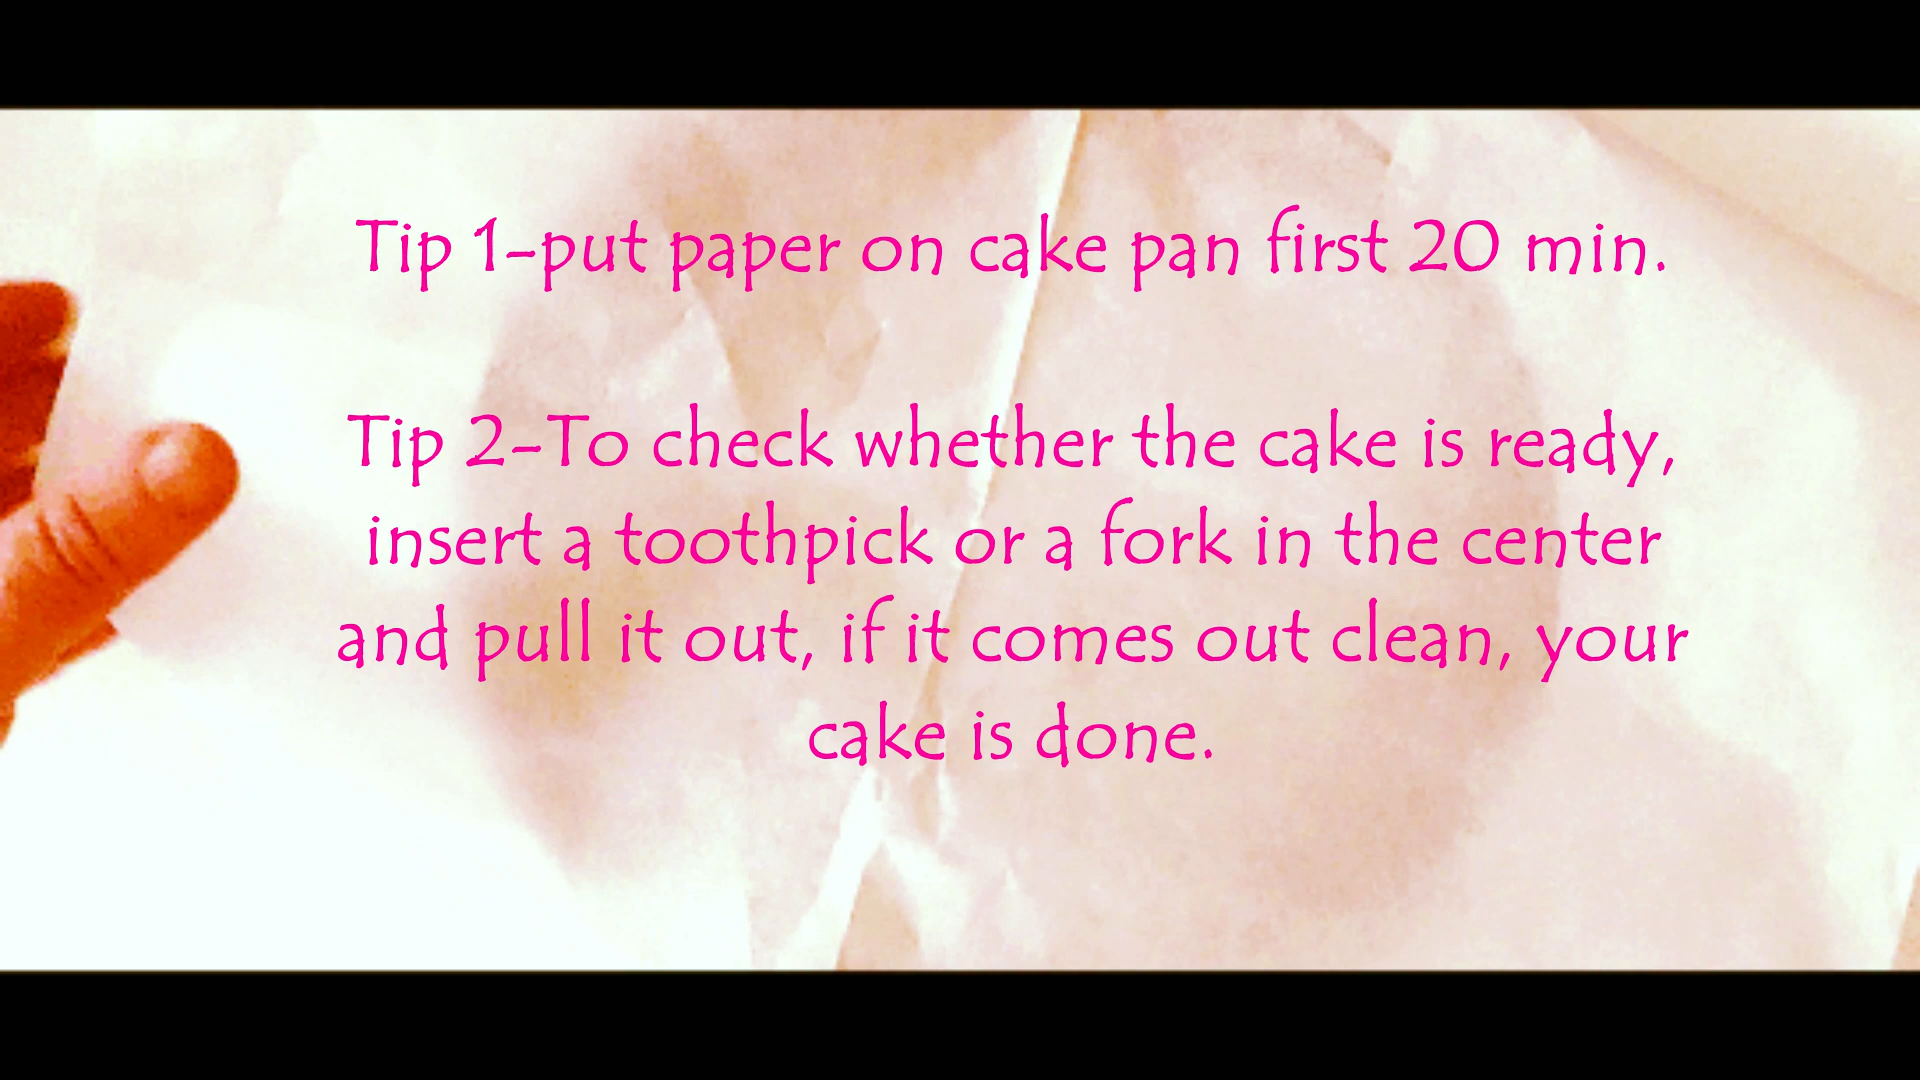 Tip 1-put paper on cake pan first 20 min.
Tip 2-To check whether the cake is ready,
insert a toothpick or a fork in the center
and pull it out, if it comes out clean, your
cake is done.